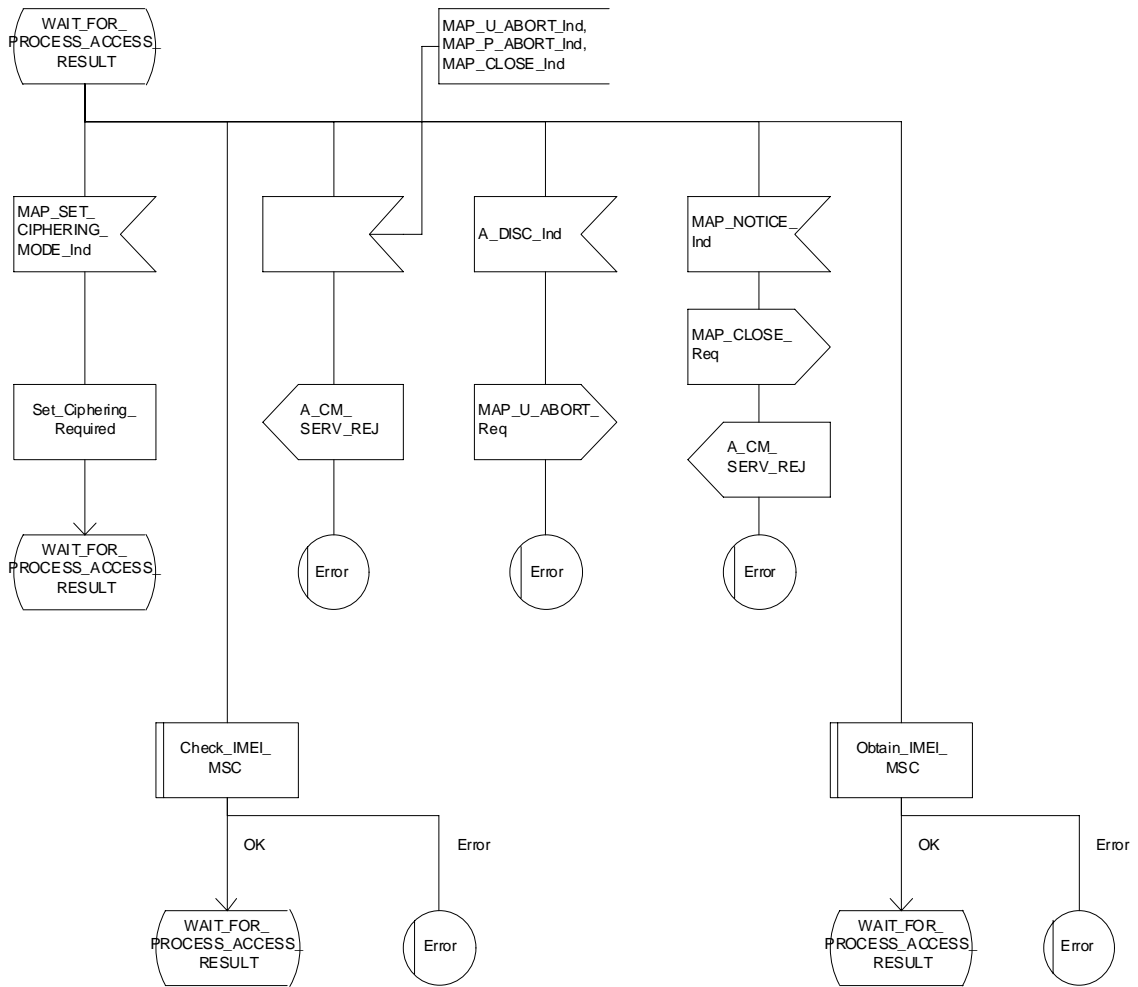 WAIT_FOR_
PROCESS_ACCESS_
RESULT
MAP_U_ABORT_Ind,
MAP_P_ABORT_Ind,
MAP_CLOSE_Ind
MAP_SET_
CIPHERING_
MODE_Ind
A_DISC_Ind
MAP_NOTICE_
Ind
MAP_CLOSE_
Req
Set_Ciphering_
Required
A_CM_
SERV_REJ
MAP_U_ABORT_
Req
A_CM_
SERV_REJ
WAIT_FOR_
PROCESS_ACCESS_
RESULT
Error
Error
Error
Check_IMEI_
MSC
Obtain_IMEI_
MSC
OK
Error
OK
Error
WAIT_FOR_
PROCESS_ACCESS_
RESULT
Error
WAIT_FOR_
PROCESS_ACCESS_
RESULT
Error